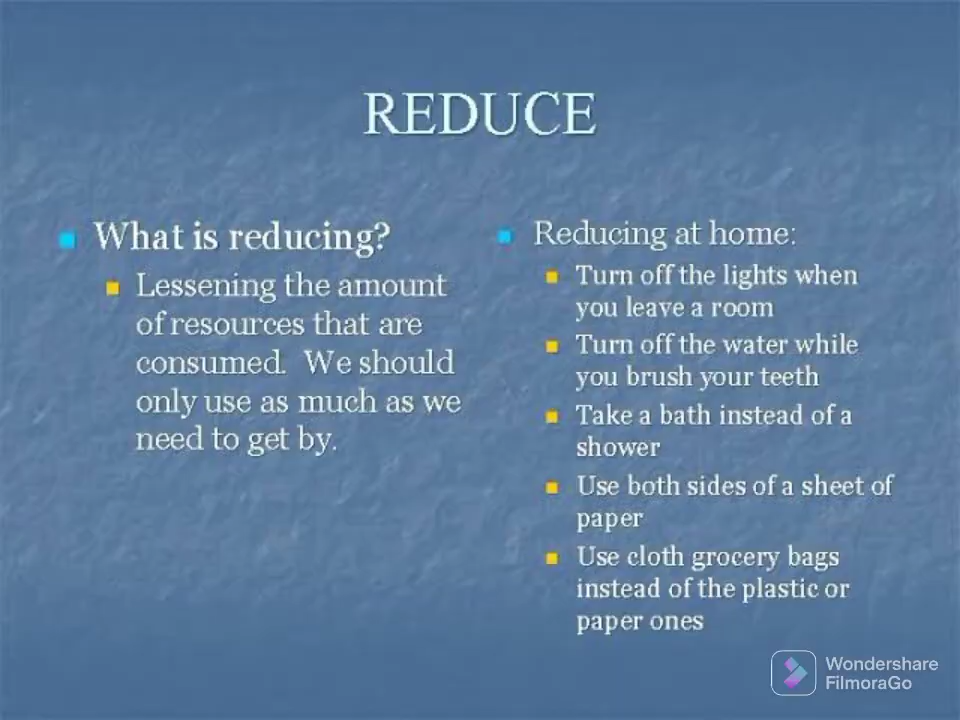 REDUCE
What is reducing?
Lessening the amount
of resources that are
consumed.  We should
only use as much as we
need to get by.
Reducing at home:
Turn off the lights when
you leave a room
Turn off the water while
you brush your teeth
Take a bath instead of a
shower
Use both sides of a sheet of
paper
Use cloth grocery bags
instead of the plastic or
paper ones
Wondershare
FilmoraGo